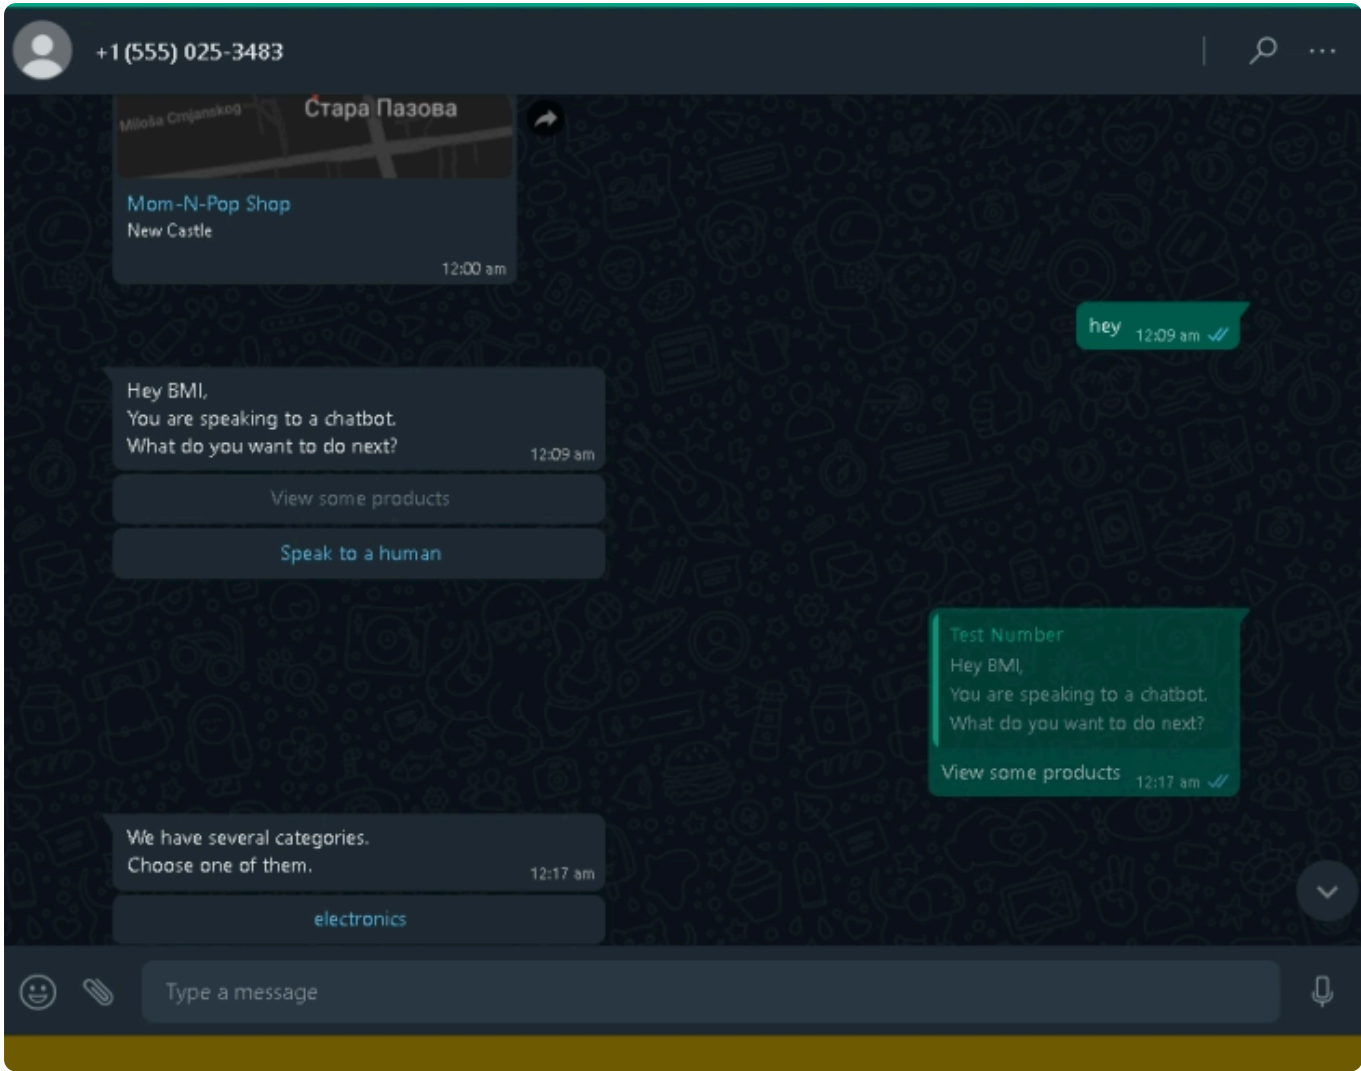 +1 (555) 025-3483
Miloša Crnjanskog
Стара Пазова
Mom-N-Pop Shop
New Castle
12:00 am
hey
12:09 am
Hey BMI,
You are speaking to a chatbot.
What do you want to do next?
12:09 am
View some products
Speak to a human
Test Number
Hey BMI,
You are speaking to a chatbot.
What do you want to do next?
View some products
12:17 am
We have several categories.
Choose one of them.
12:17 am
electronics
Type a message